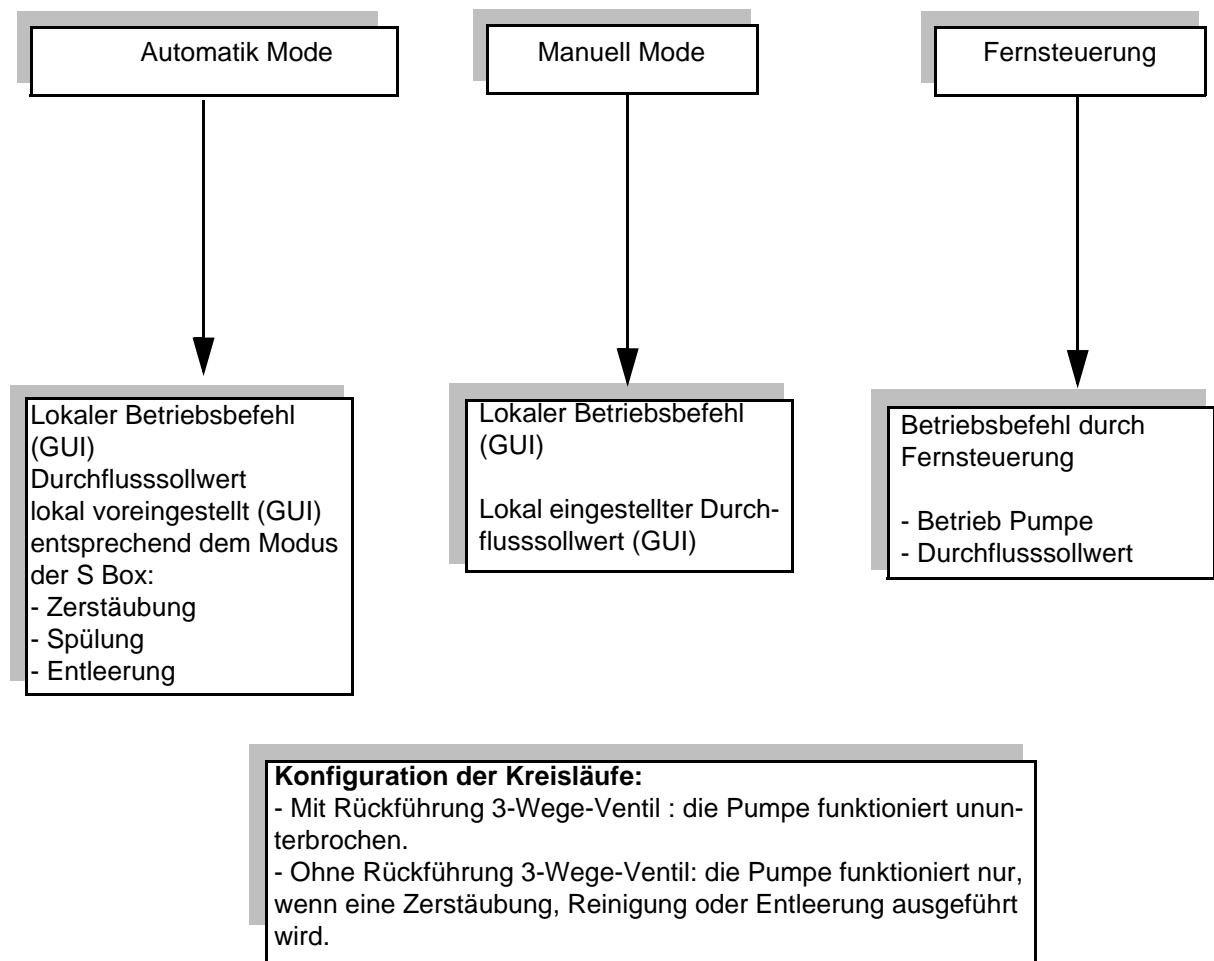 Automatik Mode
Manuell Mode
Fernsteuerung
Lokaler Betriebsbefehl
(GUI)
Durchflusssollwert
lokal voreingestellt (GUI)
entsprechend dem Modus
der S Box:
- Zerstäubung
- Spülung
- Entleerung
Lokaler Betriebsbefehl
(GUI)
Lokal eingestellter Durch-
flusssollwert (GUI)
Betriebsbefehl durch
Fernsteuerung
- Betrieb Pumpe
- Durchflusssollwert
Konfiguration der Kreisläufe:
- Mit Rückführung 3-Wege-Ventil : die Pumpe funktioniert unun-
terbrochen.
- Ohne Rückführung 3-Wege-Ventil: die Pumpe funktioniert nur,
wenn eine Zerstäubung, Reinigung oder Entleerung ausgeführt
wird.